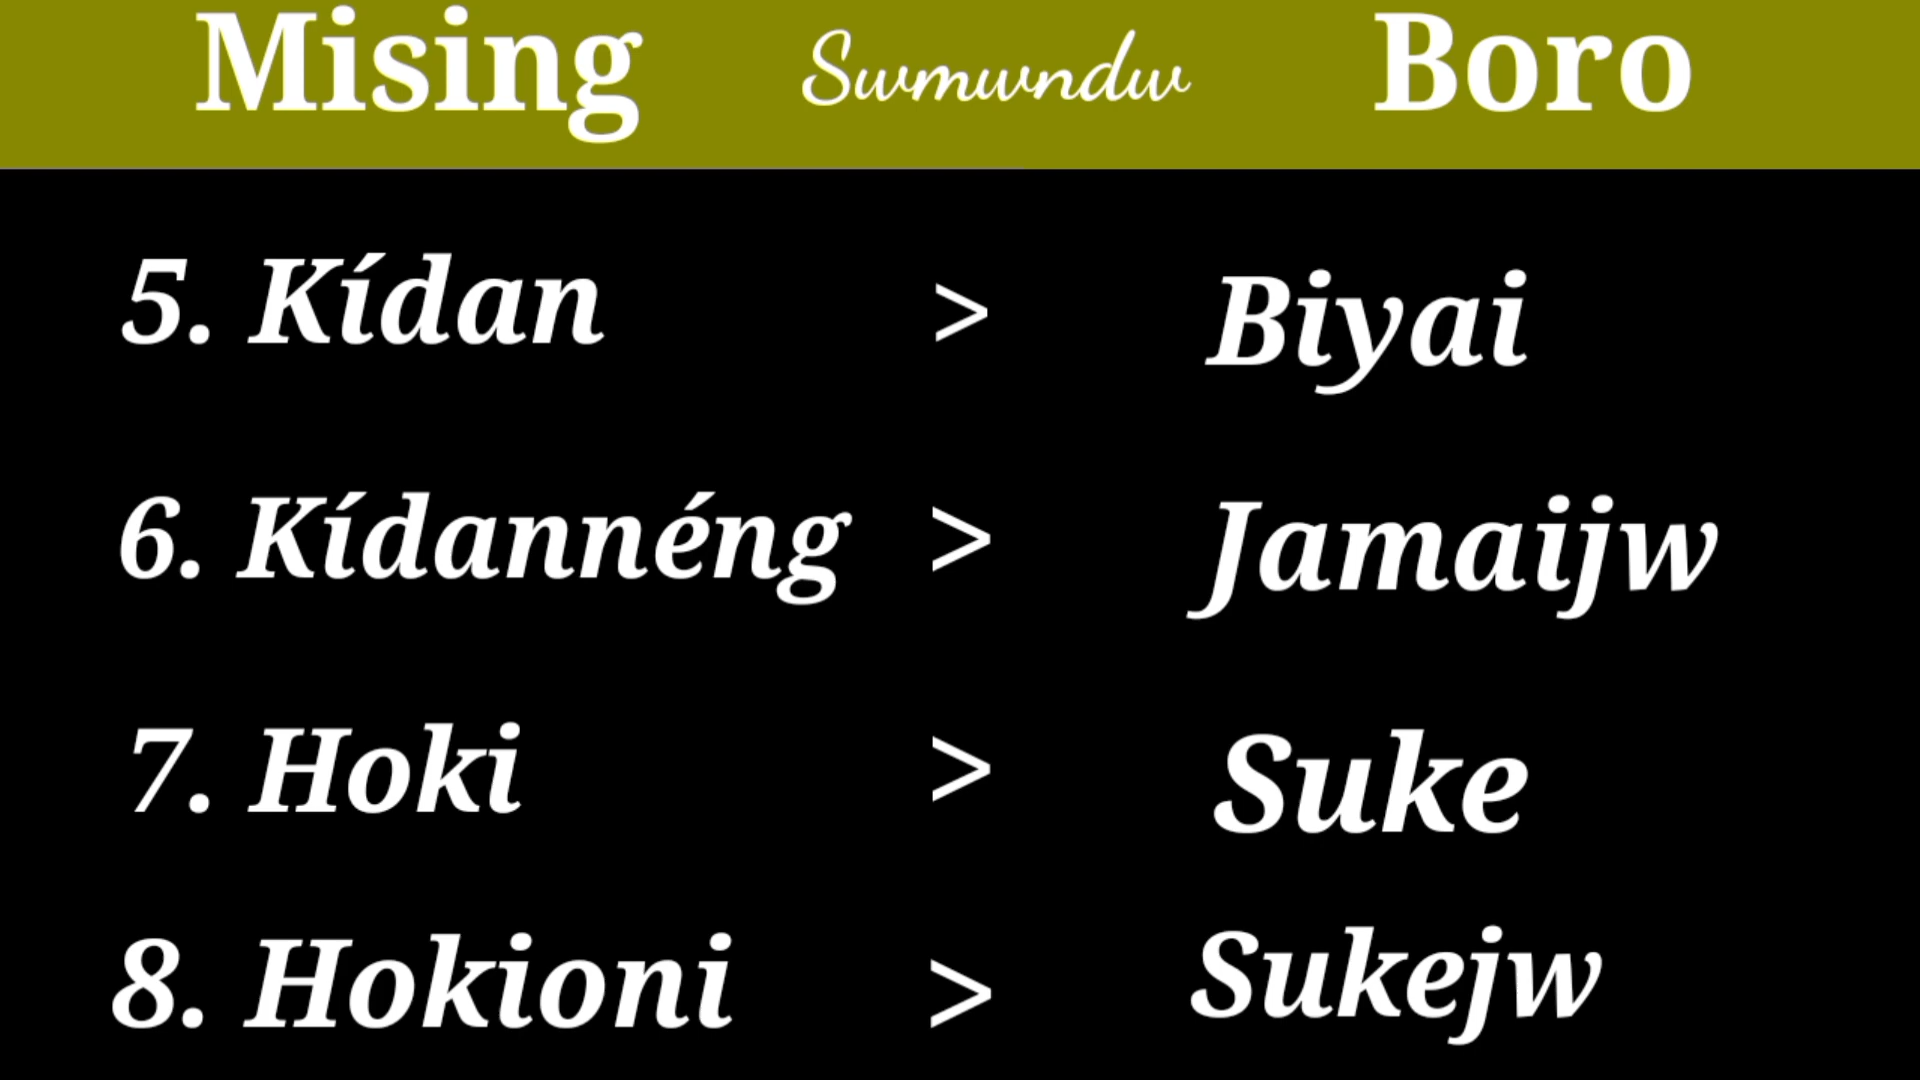 Mising Swmwndw Boro
5. Kídan > Biyai
6. Kídannéng > Jamaijw
7. Hoki > Suke
8. Hokioni > Sukejw